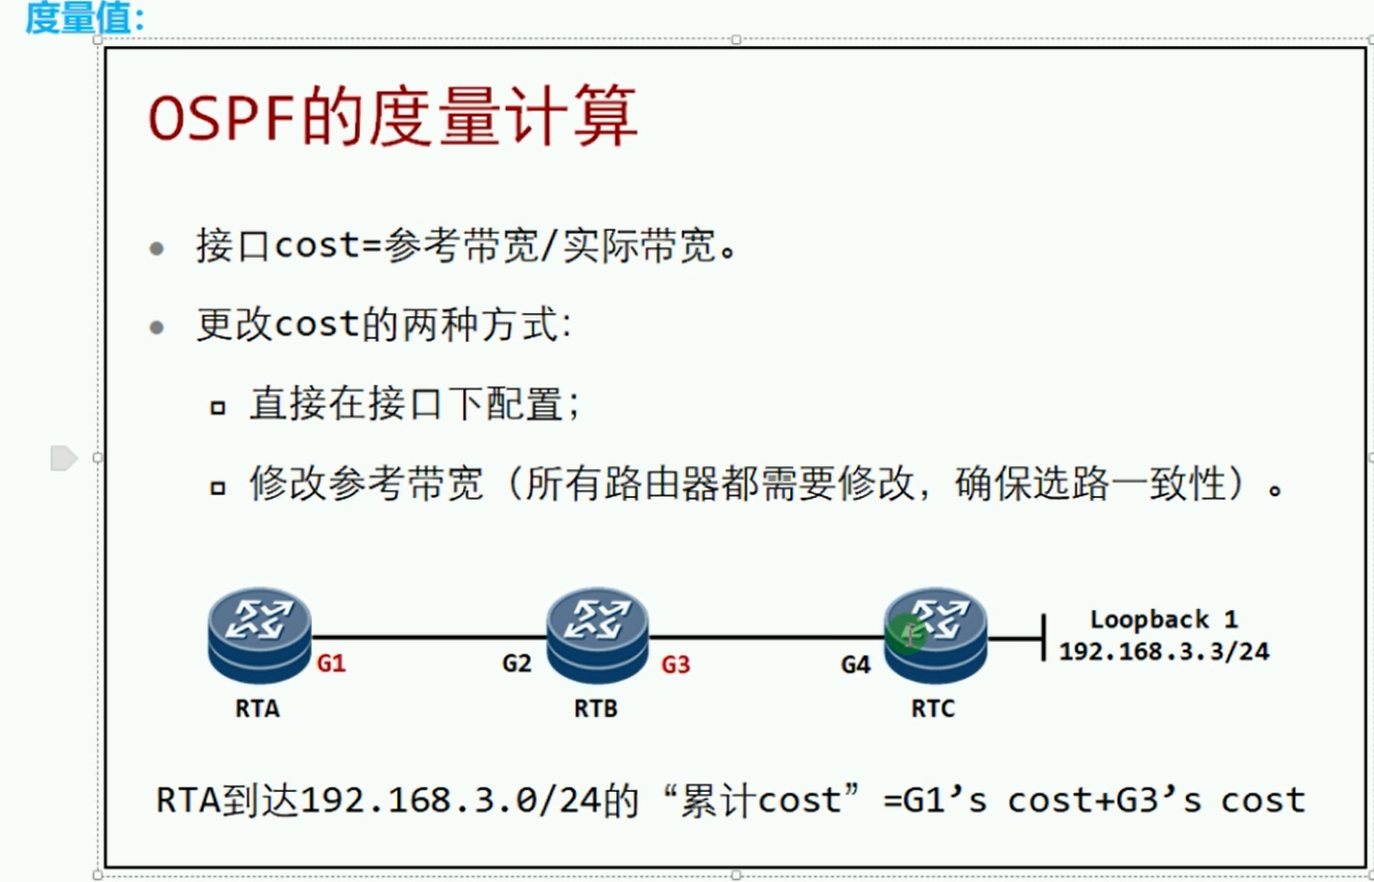 度量值：
OSPF的度量计算
接口cost=参考带宽/实际带宽。
更改cost的两种方式：
直接在接口下配置；
修改参考带宽（所有路由器都需要修改，确保选路一致性）。
Loopback 1
192.168.3.3/24
G1 G2 G3 G4
RTA RTB RTC
RTA到达192.168.3.0/24的“累计cost”=G1’s cost+G3’s cost